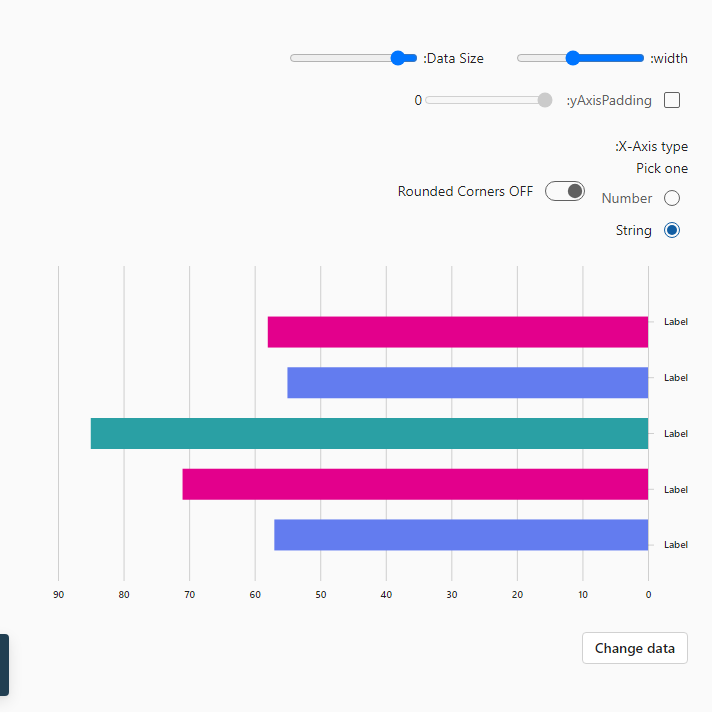 :width
:Data Size
:yAxisPadding
0
:X-Axis type
Pick one
Number
String
Rounded Corners OFF
Label
Label
Label
Label
Label
90 80 70 60 50 40 30 20 10 0
Change data